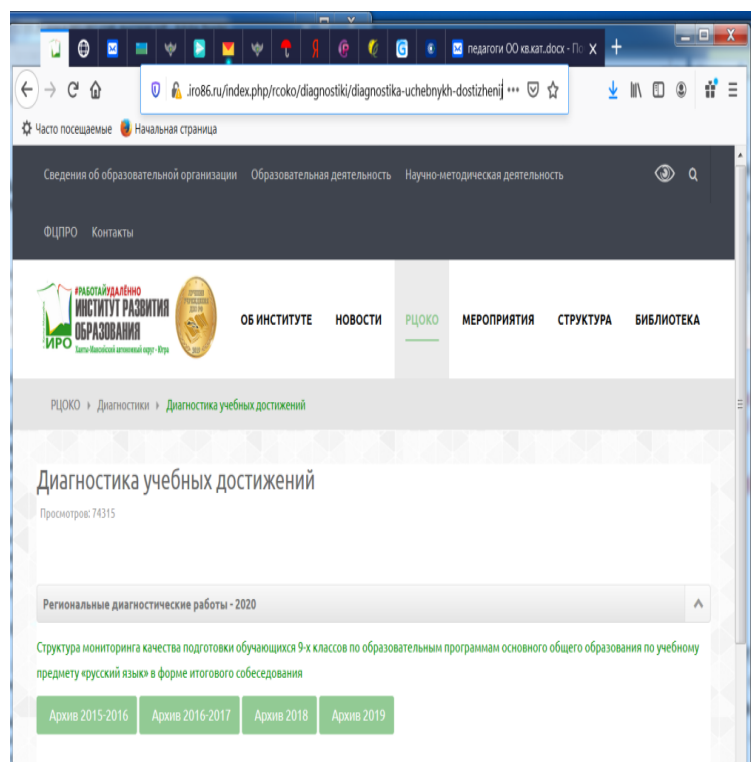 педагоги ОО кв.кат..docx - По
.iro86.ru/index.php/rcoko/diagnostiki/diagnostika-uchebnykh-dostizhenij
Часто посещаемые Начальная страница
Сведения об образовательной организации Образовательная деятельность Научно-методическая деятельность
ФЦПРО Контакты
#РАБОТАЙУДАЛЁННО
ИНСТИТУТ РАЗВИТИЯ
ОБРАЗОВАНИЯ
ИРО
Ханты-Мансийский автономный округ - Югра
ОБ ИНСТИТУТЕ НОВОСТИ РЦОКО МЕРОПРИЯТИЯ СТРУКТУРА БИБЛИОТЕКА
РЦОКО Диагностики Диагностика учебных достижений
Диагностика учебных достижений
Просмотров: 74315
Региональные диагностические работы - 2020
Структура мониторинга качества подготовки обучающихся 9-х классов по образовательным программам основного общего образования по учебному
предмету «русский язык» в форме итогового собеседования
Архив 2015-2016 Архив 2016-2017 Архив 2018 Архив 2019